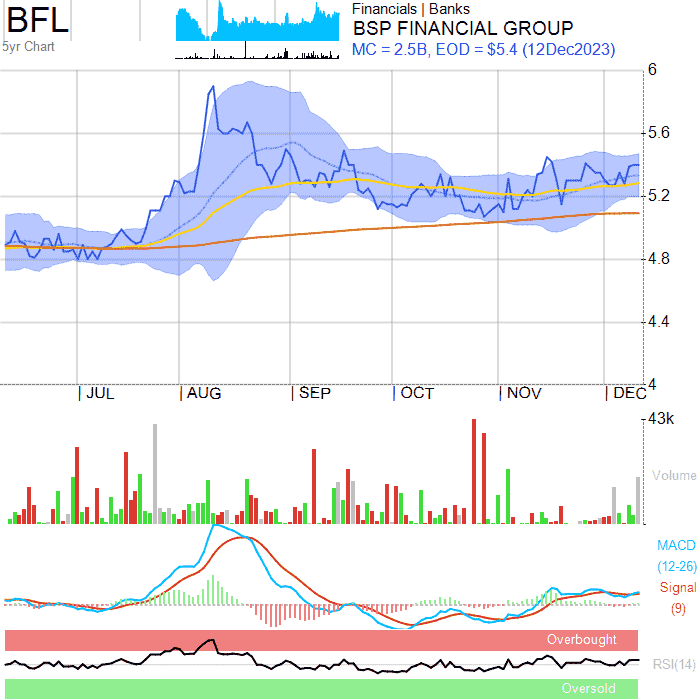 BFL
5yr Chart
Financials | Banks
BSP FINANCIAL GROUP
MC = 2.5B, EOD = $5.4 (12Dec2023)
6
5.6
5.2
4.8
4.4
4
JUL AUG SEP OCT NOV DEC
43k
Volume
MACD
(12-26)
Signal
(9)
Overbought
RSI(14)
Oversold